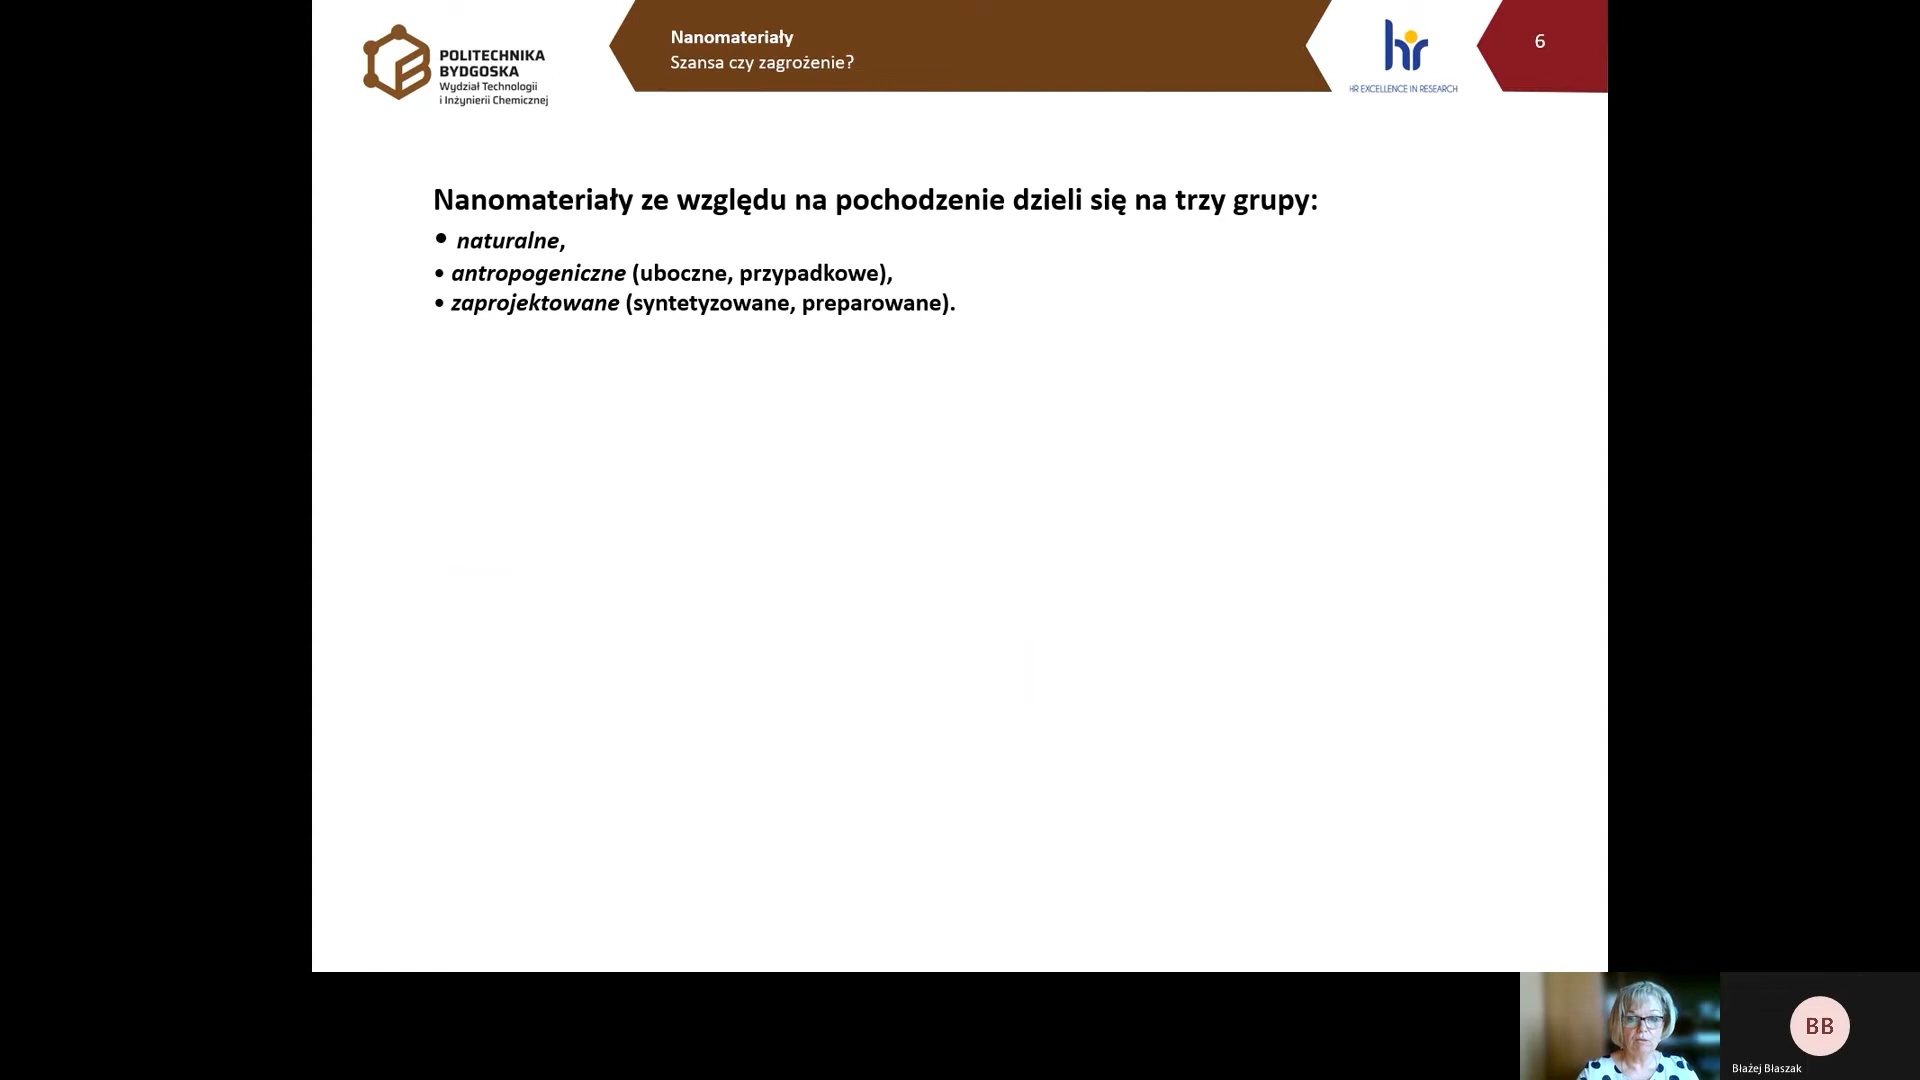 POLITECHNIKA
BYDGOSKA
Wydział Technologii
i Inżynierii Chemicznej
Nanomateriały
Szansa czy zagrożenie?
hr
HR EXCELLENCE IN RESEARCH
6
Nanomateriały ze względu na pochodzenie dzieli się na trzy grupy:
• naturalne,
• antropogeniczne (uboczne, przypadkowe),
• zaprojektowane (syntetyzowane, preparowane).
BB
Błażej Błaszak